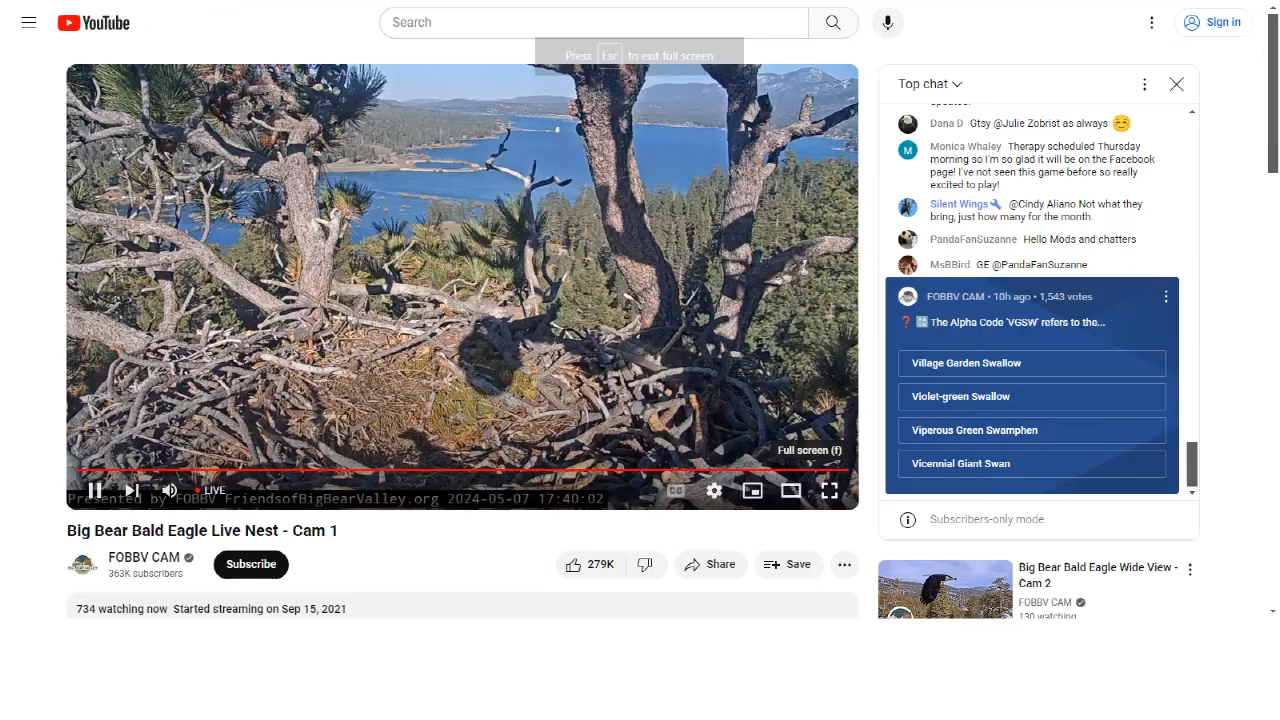 YouTube
Search
Sign in
Press Esc to exit full screen
Top chat
Dana D Gtsy @Julie Zobrist as always
M Monica Whaley Therapy scheduled Thursday
morning so I'm so glad it will be on the Facebook
page! I've not seen this game before so really
excited to play!
Silent Wings @Cindy Aliano Not what they
bring, just how many for the month.
PandaFanSuzanne Hello Mods and chatters
MsBBird GE @PandaFanSuzanne
FOBBV CAM • 10h ago • 1,543 votes
The Alpha Code 'VGSW' refers to the...
Village Garden Swallow
Violet-green Swallow
Viperous Green Swamphen
Vicennial Giant Swan
Subscribers-only mode
Full screen (f)
LIVE
CC
Presented by FOBBV FriendsofBigBearValley.org 2024-05-07 17:40:02
Big Bear Bald Eagle Live Nest - Cam 1
FOBBV CAM
363K subscribers
Subscribe
279K
Share
Save
734 watching now Started streaming on Sep 15, 2021
Big Bear Bald Eagle Wide View -
Cam 2
FOBBV CAM
130 watching